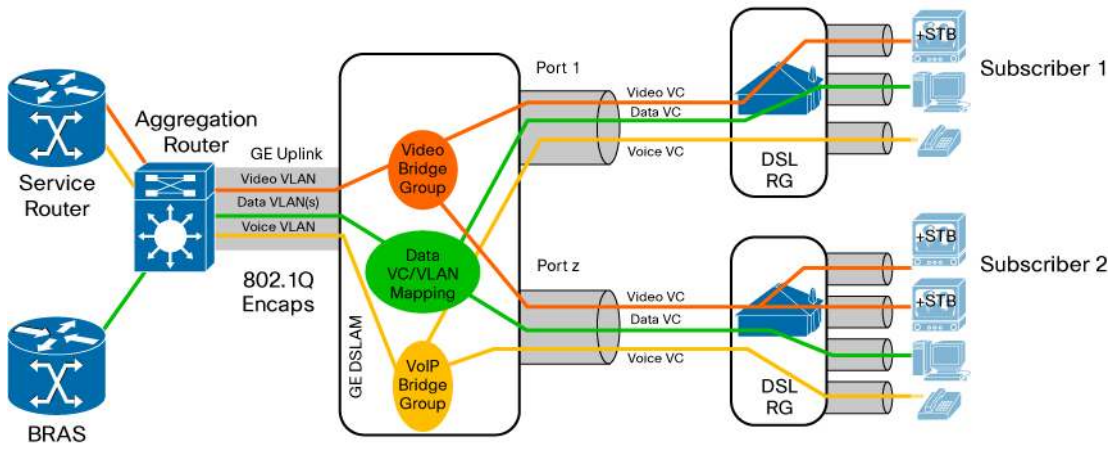 Service
Router
BRAS
Aggregation
Router
GE Uplink
Video VLAN
Data VLAN(s)
Voice VLAN
802.1Q
Encaps
GE DSLAM
Video
Bridge
Group
Data
VC/VLAN
Mapping
VoIP
Bridge
Group
Port 1
Video VC
Data VC
Voice VC
Port z
Video VC
Data VC
Voice VC
DSL
RG
+STB
Subscriber 1
DSL
RG
+STB
+STB
Subscriber 2